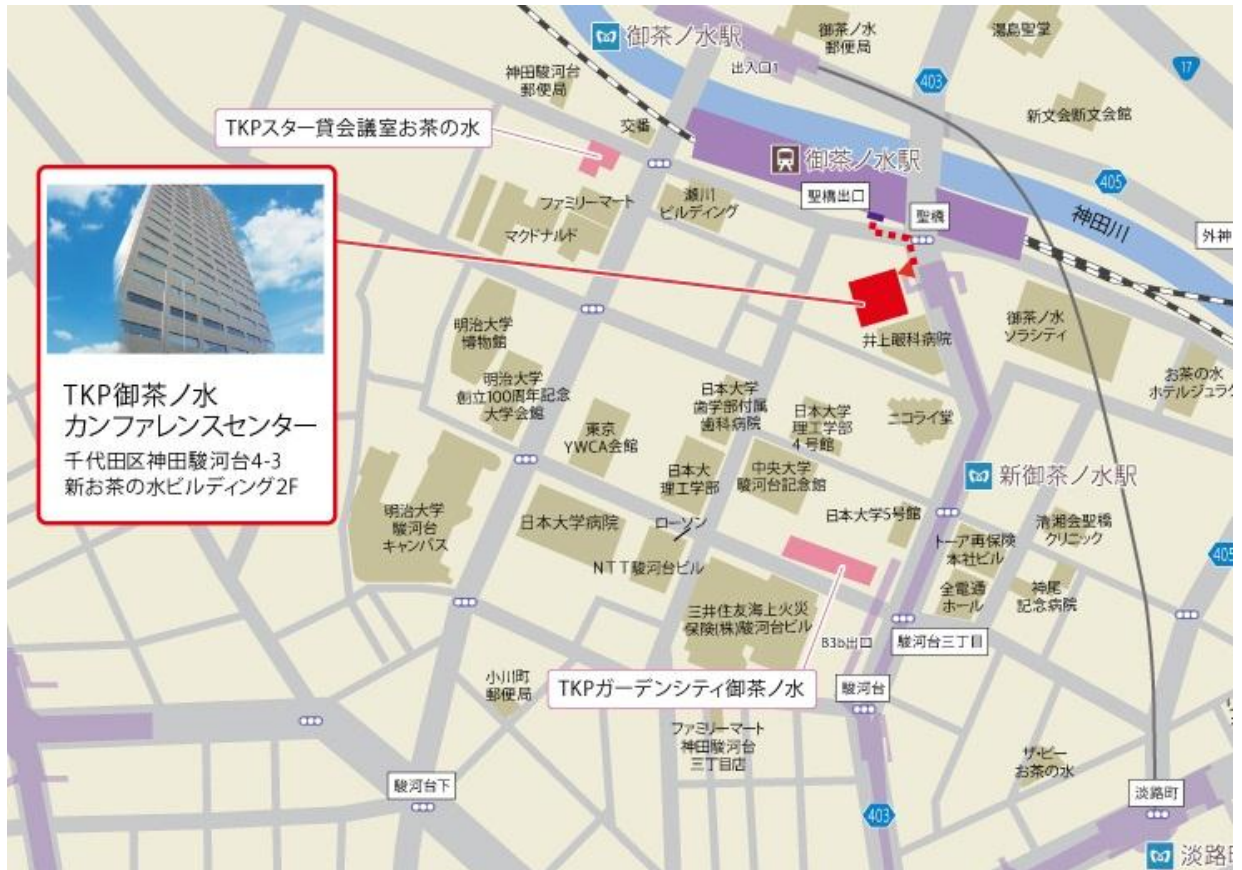 御茶ノ水駅
御茶ノ水
郵便局
湯島聖堂
出入口1
403
17
神田駿河台
郵便局
新文会断文会館
TKPスター貸会議室お茶の水
交番
御茶ノ水駅
405
聖橋出口
聖橋
神田川
外神
ファミリーマート
瀬川
ビルディング
マクドナルド
TKP御茶ノ水
カンファレンスセンター
千代田区神田駿河台4-3
新お茶の水ビルディング2F
明治大学
博物館
井上眼科病院
御茶ノ水
ソラシティ
お茶の水
ホテルジュラク
明治大学
創立100周年記念
大学会館
日本大学
歯学部付属
歯科病院
東京
YWCA会館
日本大学
理工学部
4号館
ニコライ堂
日本大
理工学部
中央大学
駿河台記念館
新御茶ノ水駅
明治大学
駿河台
キャンパス
日本大学病院
ローソン
日本大学5号館
トーア再保険
本社ビル
清湘会聖橋
クリニック
405
NTT駿河台ビル
全電通
ホール
神尾
記念病院
三井住友海上火災
保険(株)駿河台ビル
B3b出口
駿河台三丁目
小川町
郵便局
TKPガーデンシティ御茶ノ水
駿河台
ファミリーマート
神田駿河台
三丁目店
ザ・ビー
お茶の水
駿河台下
403
淡路町
淡路